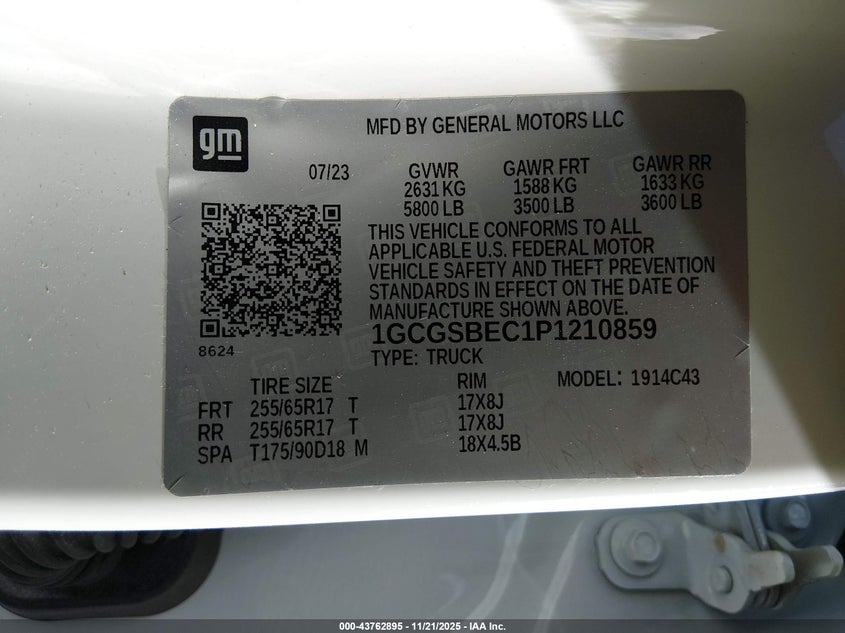 gm
MFD BY GENERAL MOTORS LLC
07/23 GVWR GAWR FRT GAWR RR
2631 KG 1588 KG 1633 KG
5800 LB 3500 LB 3600 LB
THIS VEHICLE CONFORMS TO ALL
APPLICABLE U.S. FEDERAL MOTOR
VEHICLE SAFETY AND THEFT PREVENTION
STANDARDS IN EFFECT ON THE DATE OF
MANUFACTURE SHOWN ABOVE.
1GCGSBEC1P1210859
8624
TYPE: TRUCK
TIRE SIZE RIM MODEL: 1914C43
FRT 255/65R17 T 17X8J
RR 255/65R17 T 17X8J
SPA T175/90D18 M 18X4.5B
000-43762895 - 11/21/2025 - IAA Inc.